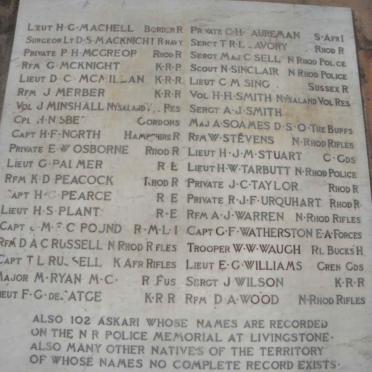 Lieut H·G·Machell Border R Private C·H·Aureman S·Afri
Surgeon Lt D·S·Macknight R Navy Sergt T·R·L·Avory Rhod R
Private P·H·McGregor Rhod R Sergt Maj C·Sell N Rhod Police
Rfm G·McKnight K·R·R· Scout N·Sinclair N Rhod Police
Lieut D·C·McMillan K·R·R· Lieut C·M·Sing Sussex R
Rfm J Merber K·R·R Vol H·H·Smith Nyasaland Vol Res
Vol J Minshall Nyasaland Res Sergt A·J·Smith
Cpl Gordons Maj A·Soames D·S·O·The Buffs
Capt H·F·North Hampshire R Rfm W·Stevens N·Rhod Rifles
Private E·W Osborne Rhod R Lieut H·J·M·Stuart C·Gds
Lieut G·Palmer R E Lieut H·W·Tarbutt N·Rhod Police
Rfm K·D Peacock Rhod R Private J·C·Taylor Rhod R
Capt H·G·Pearce R E Private R·J·F·Urquhart Rhod R
Lieut H·S·Plant R·E Rfm A·J·Warren N·Rhod Rifles
Capt Pound R·M·L·I Capt G·F·Watherston E·A·Forces
Rfm D·A·C·Russell N Rhod Rifles Trooper W·W·Waugh Rl Bucks H
Capt T·L·Russell K Afr Rifles Lieut E·G·Williams Gren Gds
Major M·Ryan M·C· R Fus Sergt J Wilson K·R·R
Lieut F·G·de K·R·R Rfm D·A·Wood N·Rhod Rifles
Also 102 Askari whose names are recorded
on the N R Police Memorial at Livingstone·
Also many other natives of the territory
of whose names no complete record exists·